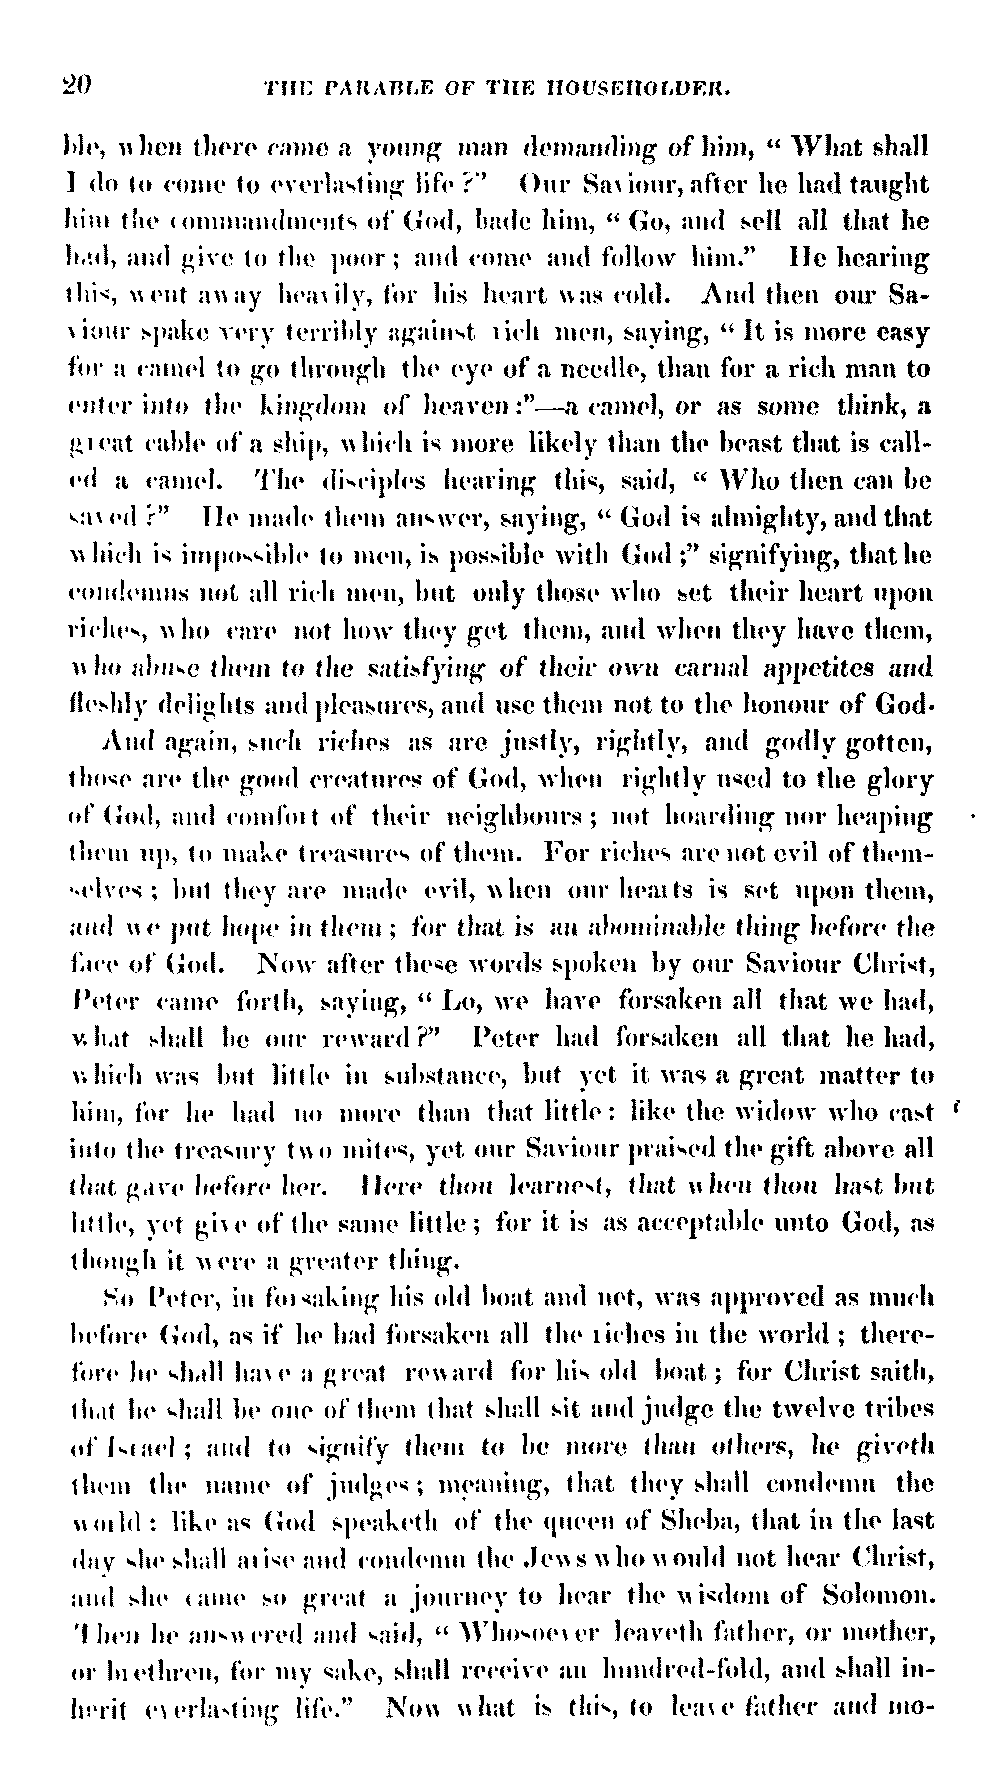 20 THE PARABLE OF THE HOUSEHOLDER.
ble, when there came a young man demanding of him, “ What shall
I do to come to everlasting life ?” Our Saviour, after he had taught
him the commandments of God, bade him, “ Go, and sell all that he
had, and give to the poor ; and come and follow him.” He hearing
this, went away heavily, for his heart was cold. And then our Sa-
viour spake very terribly against rich men, saying, “ It is more easy
for a camel to go through the eye of a needle, than for a rich man to
enter into the kingdom of heaven :”—a camel, or as some think, a
great cable of a ship, which is more likely than the beast that is call-
ed a camel. The disciples hearing this, said, “ Who then can be
saved ?” He made them answer, saying, “ God is almighty, and that
which is impossible to men, is possible with God ;” signifying, that he
condemns not all rich men, but only those who set their heart upon
riches, who care not how they get them, and when they have them,
who abuse them to the satisfying of their own carnal appetites and
fleshly delights and pleasures, and use them not to the honour of God.
And again, such riches as are justly, rightly, and godly gotten,
those are the good creatures of God, when rightly used to the glory
of God, and comfort of their neighbours ; not hoarding nor heaping
them up, to make treasures of them. For riches are not evil of them-
selves ; but they are made evil, when our hearts is set upon them,
and we put hope in them ; for that is an abominable thing before the
face of God. Now after these words spoken by our Saviour Christ,
Peter came forth, saying, “ Lo, we have forsaken all that we had,
what shall be our reward ?” Peter had forsaken all that he had,
which was but little in substance, but yet it was a great matter to
him, for he had no more than that little : like the widow who cast
into the treasury two mites, yet our Saviour praised the gift above all
that gave before her. Here thou learnest, that when thou hast but
little, yet give of the same little ; for it is as acceptable unto God, as
though it were a greater thing.
So Peter, in forsaking his old boat and net, was approved as much
before God, as if he had forsaken all the riches in the world ; there-
fore he shall have a great reward for his old boat ; for Christ saith,
that he shall be one of them that shall sit and judge the twelve tribes
of Israel ; and to signify them to be more than others, he giveth
them the name of judges ; meaning, that they shall condemn the
world : like as God speaketh of the queen of Sheba, that in the last
day she shall arise and condemn the Jews who would not hear Christ,
and she came so great a journey to hear the wisdom of Solomon.
Then he answered and said, “ Whosoever leaveth father, or mother,
or brethren, for my sake, shall receive an hundred-fold, and shall in-
herit everlasting life.” Now what is this, to leave father and mo-